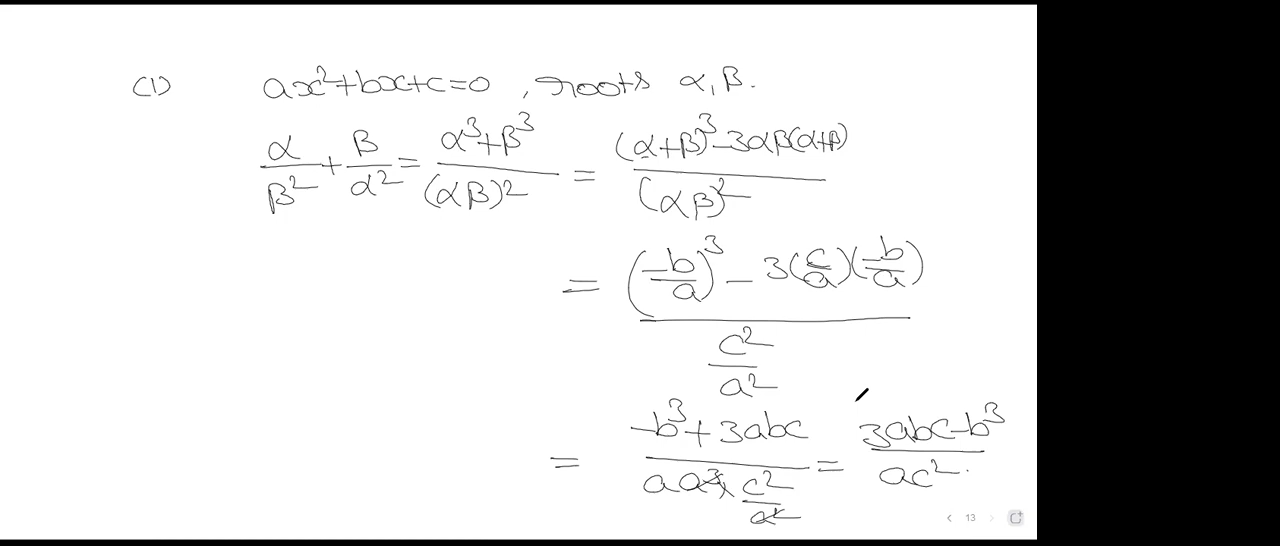 (1) ax²+bx+c=0 , roots α, β.
α/β² + β/α² = α³+β³/(αβ)² = (α+β)³-3αβ(α+β)/(αβ)²
= (-b/a)³ - 3(c/a)(-b/a) / c²/a²
= -b³+3abc / a a³ × c²/a² = 3abc-b³/ac².
< 13 >